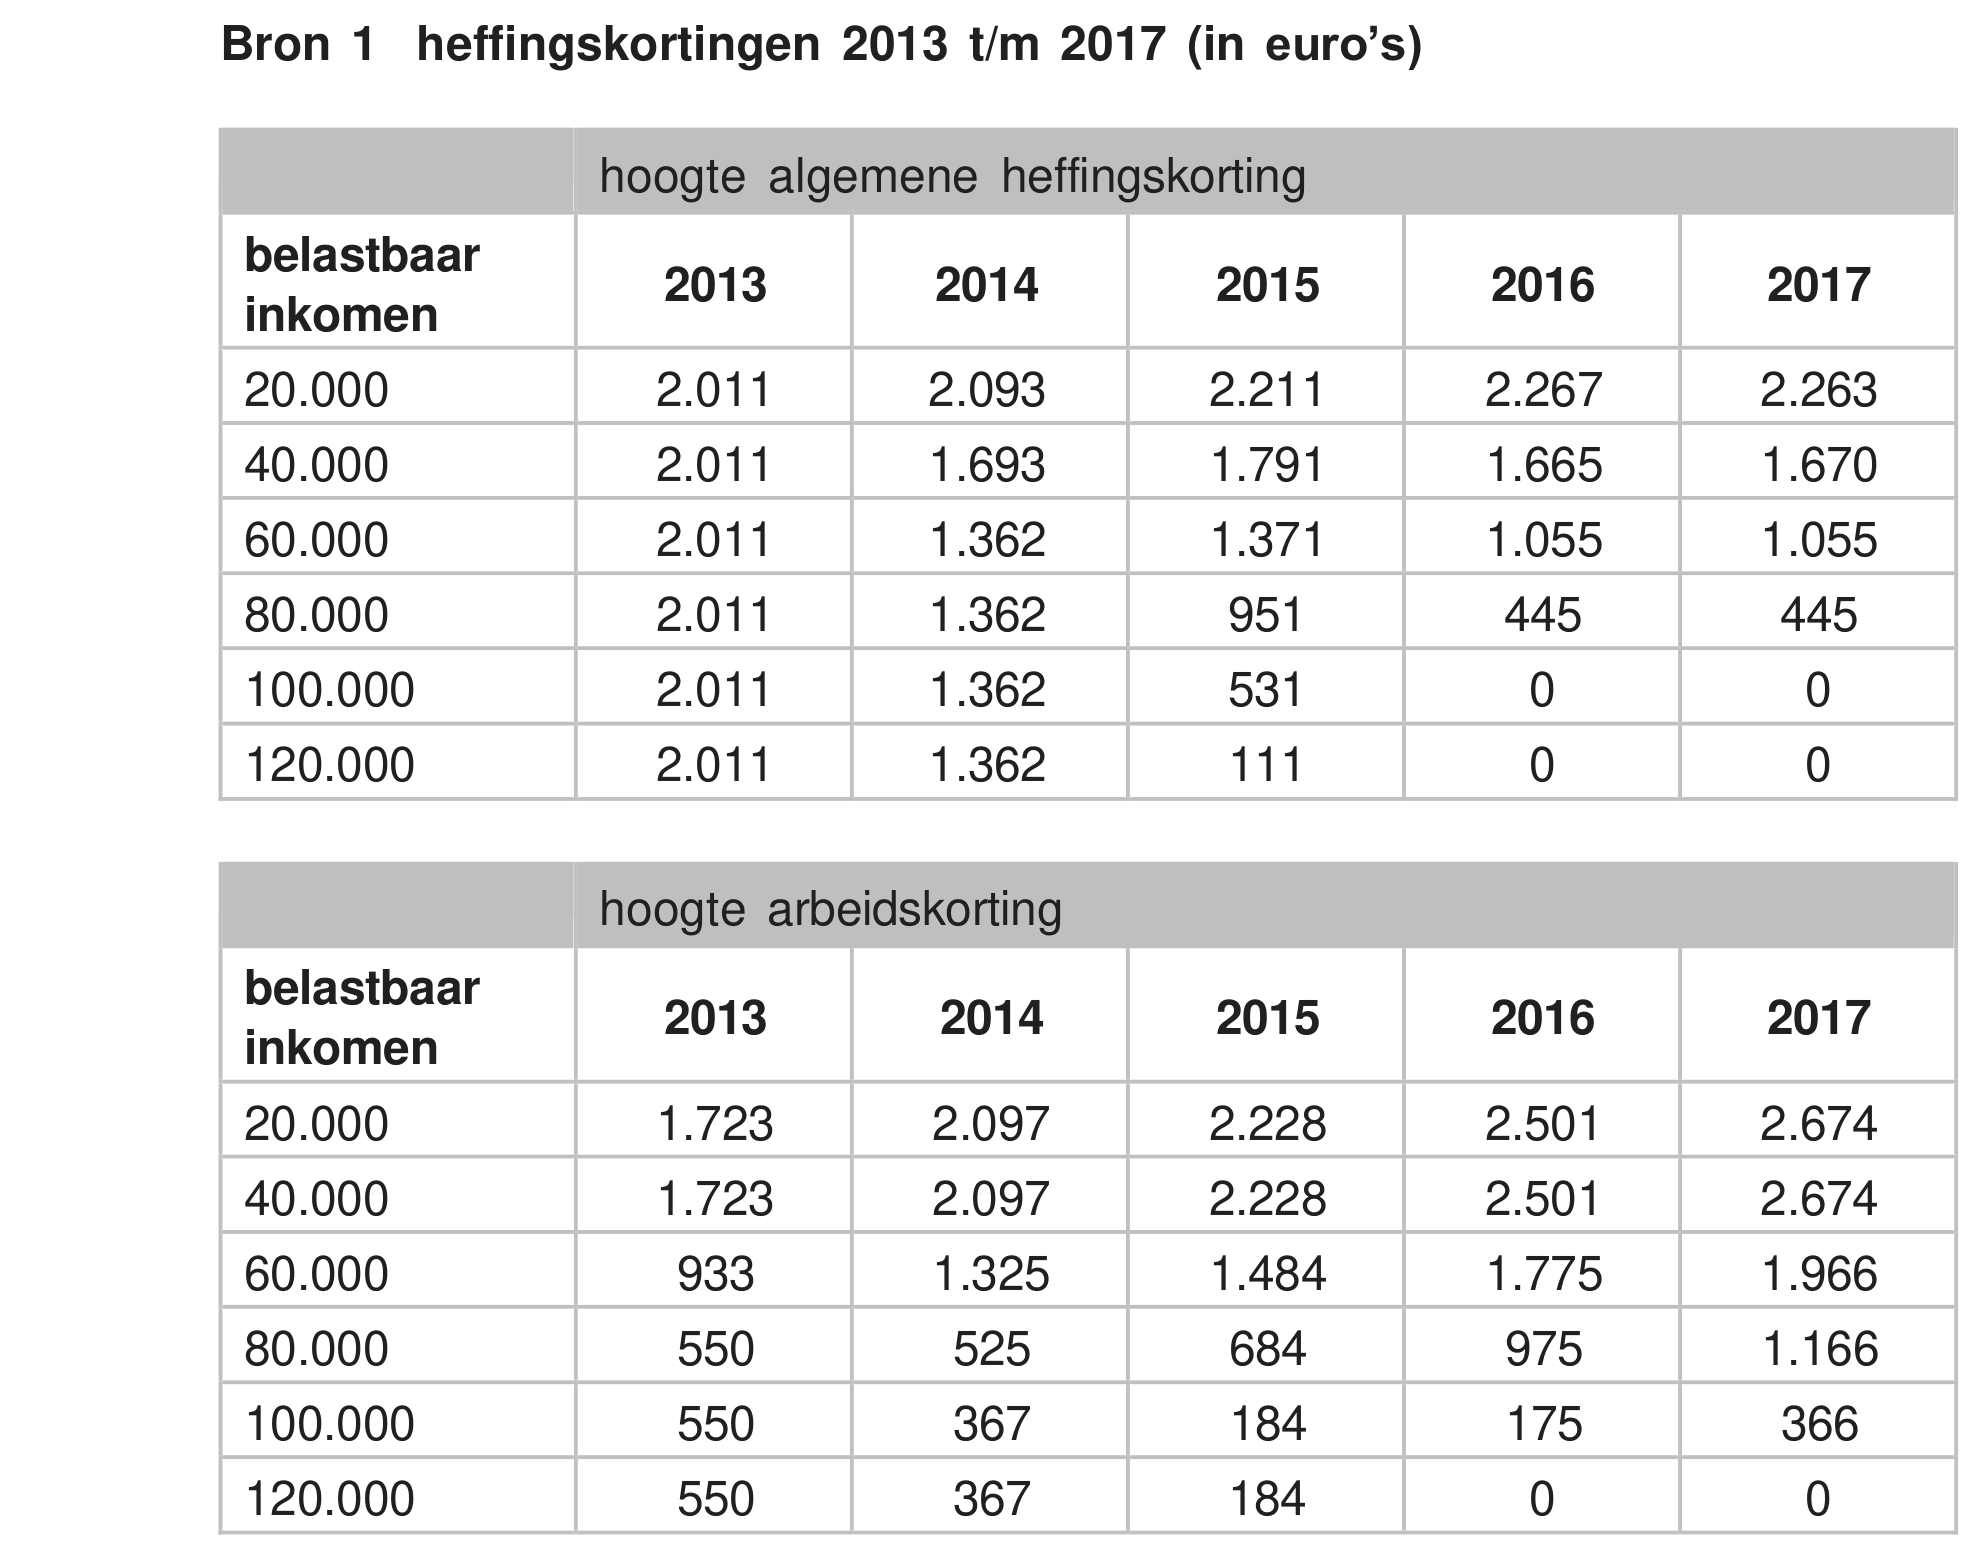 Bron 1 heffingskortingen 2013 t/m 2017 (in euro’s)
hoogte algemene heffingskorting
belastbaar inkomen 2013 2014 2015 2016 2017
20.000 2.011 2.093 2.211 2.267 2.263
40.000 2.011 1.693 1.791 1.665 1.670
60.000 2.011 1.362 1.371 1.055 1.055
80.000 2.011 1.362 951 445 445
100.000 2.011 1.362 531 0 0
120.000 2.011 1.362 111 0 0
hoogte arbeidskorting
belastbaar inkomen 2013 2014 2015 2016 2017
20.000 1.723 2.097 2.228 2.501 2.674
40.000 1.723 2.097 2.228 2.501 2.674
60.000 933 1.325 1.484 1.775 1.966
80.000 550 525 684 975 1.166
100.000 550 367 184 175 366
120.000 550 367 184 0 0